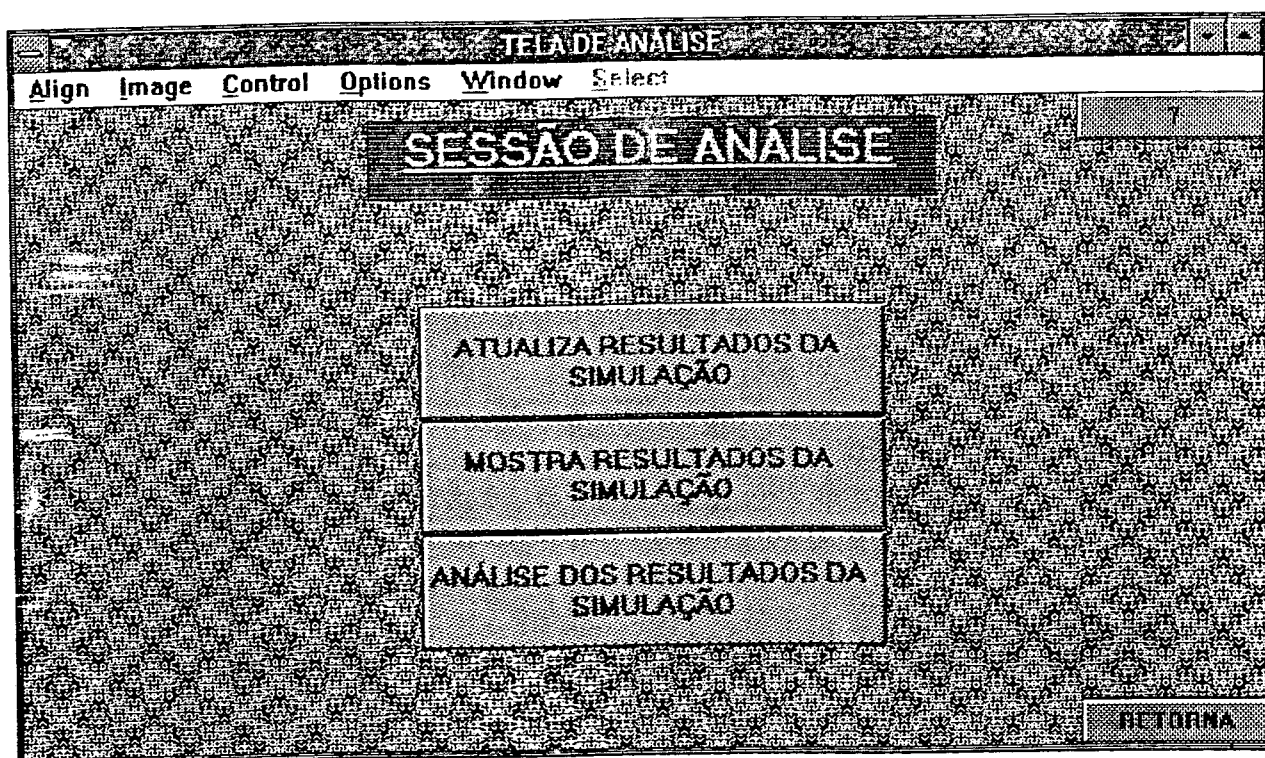 TELA DE ANÁLISE
Align Image Control Options Window Select
SESSÃO DE ANÁLISE
ATUALIZA RESULTADOS DA
SIMULAÇÃO
MOSTRA RESULTADOS DA
SIMULAÇÃO
ANÁLISE DOS RESULTADOS DA
SIMULAÇÃO
RETORNA